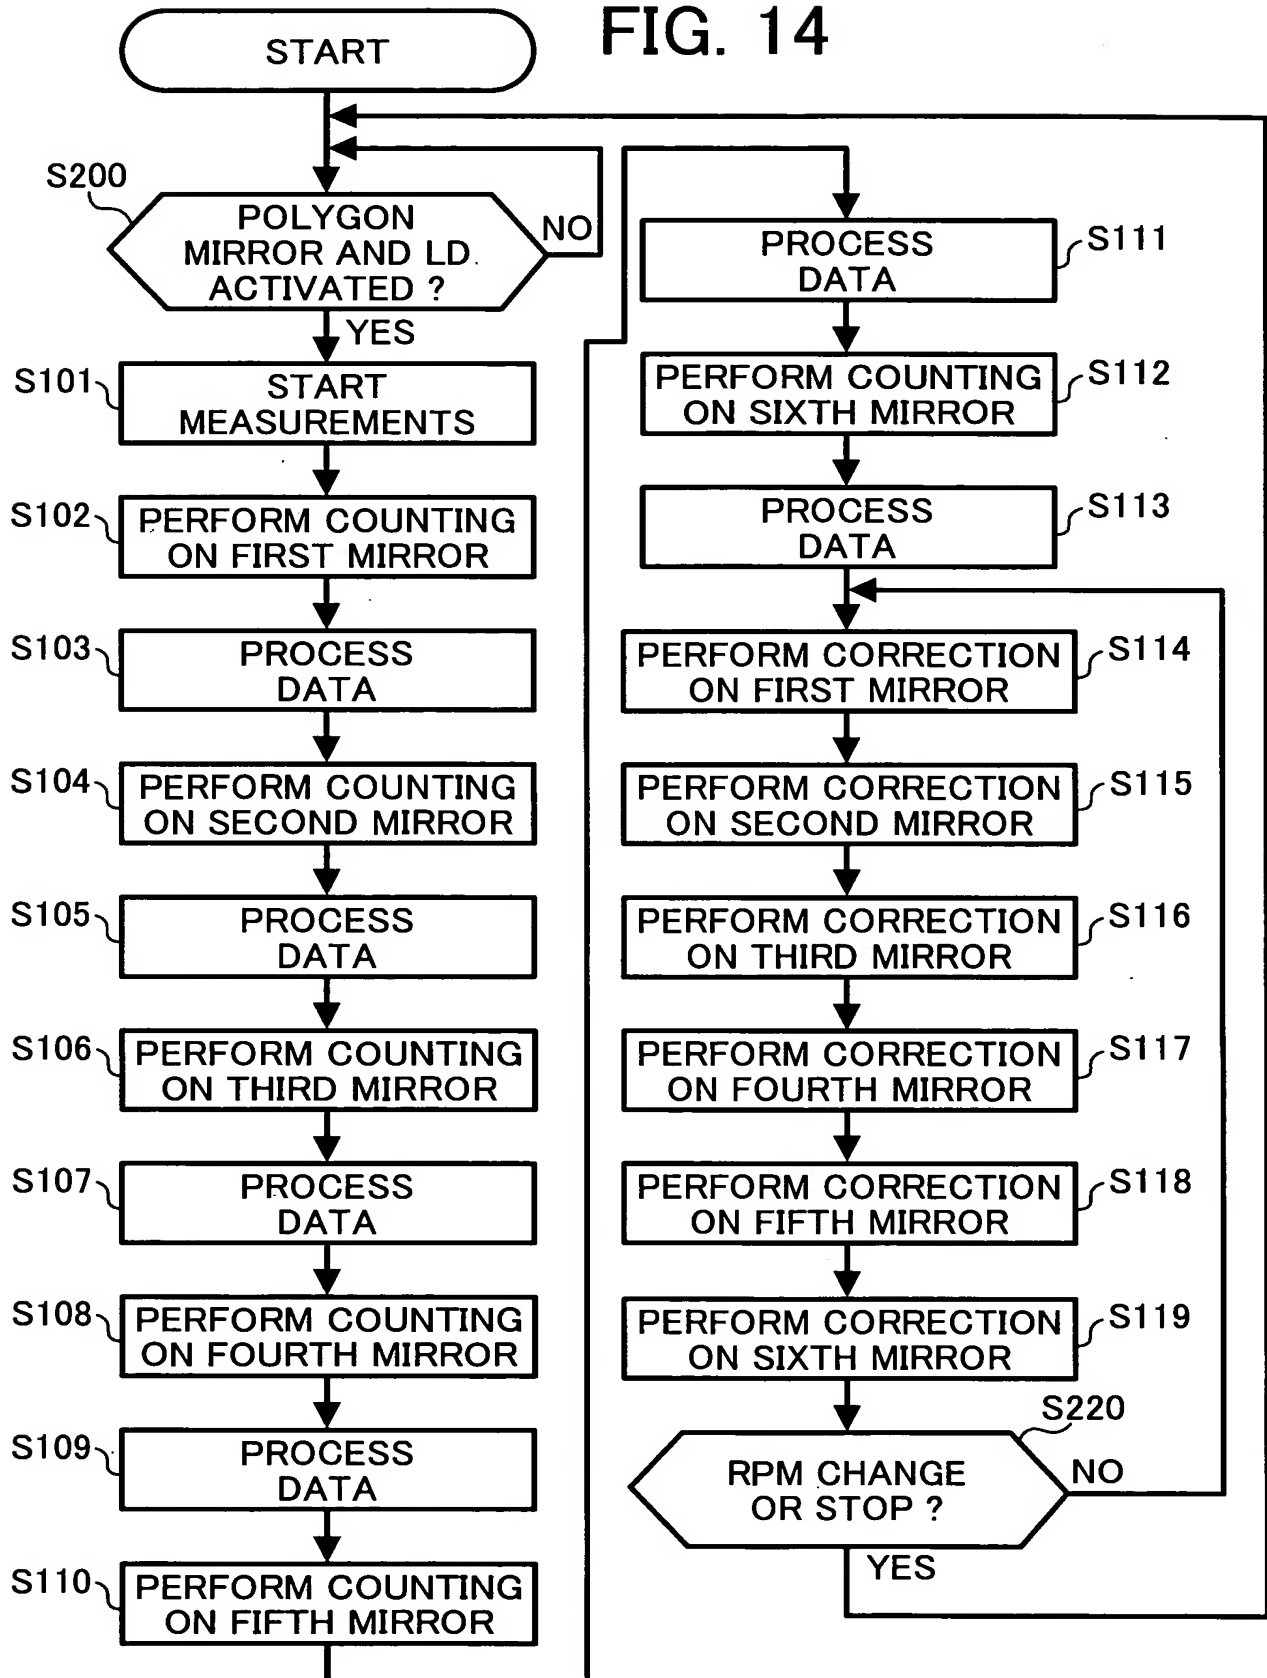 FIG. 14
START
S200
POLYGON
MIRROR AND LD
ACTIVATED ?
NO
YES
S101
START
MEASUREMENTS
S102
PERFORM COUNTING
ON FIRST MIRROR
S103
PROCESS
DATA
S104
PERFORM COUNTING
ON SECOND MIRROR
S105
PROCESS
DATA
S106
PERFORM COUNTING
ON THIRD MIRROR
S107
PROCESS
DATA
S108
PERFORM COUNTING
ON FOURTH MIRROR
S109
PROCESS
DATA
S110
PERFORM COUNTING
ON FIFTH MIRROR
PROCESS
DATA
S111
PERFORM COUNTING
ON SIXTH MIRROR
S112
PROCESS
DATA
S113
PERFORM CORRECTION
ON FIRST MIRROR
S114
PERFORM CORRECTION
ON SECOND MIRROR
S115
PERFORM CORRECTION
ON THIRD MIRROR
S116
PERFORM CORRECTION
ON FOURTH MIRROR
S117
PERFORM CORRECTION
ON FIFTH MIRROR
S118
PERFORM CORRECTION
ON SIXTH MIRROR
S119
S220
RPM CHANGE
OR STOP ?
NO
YES